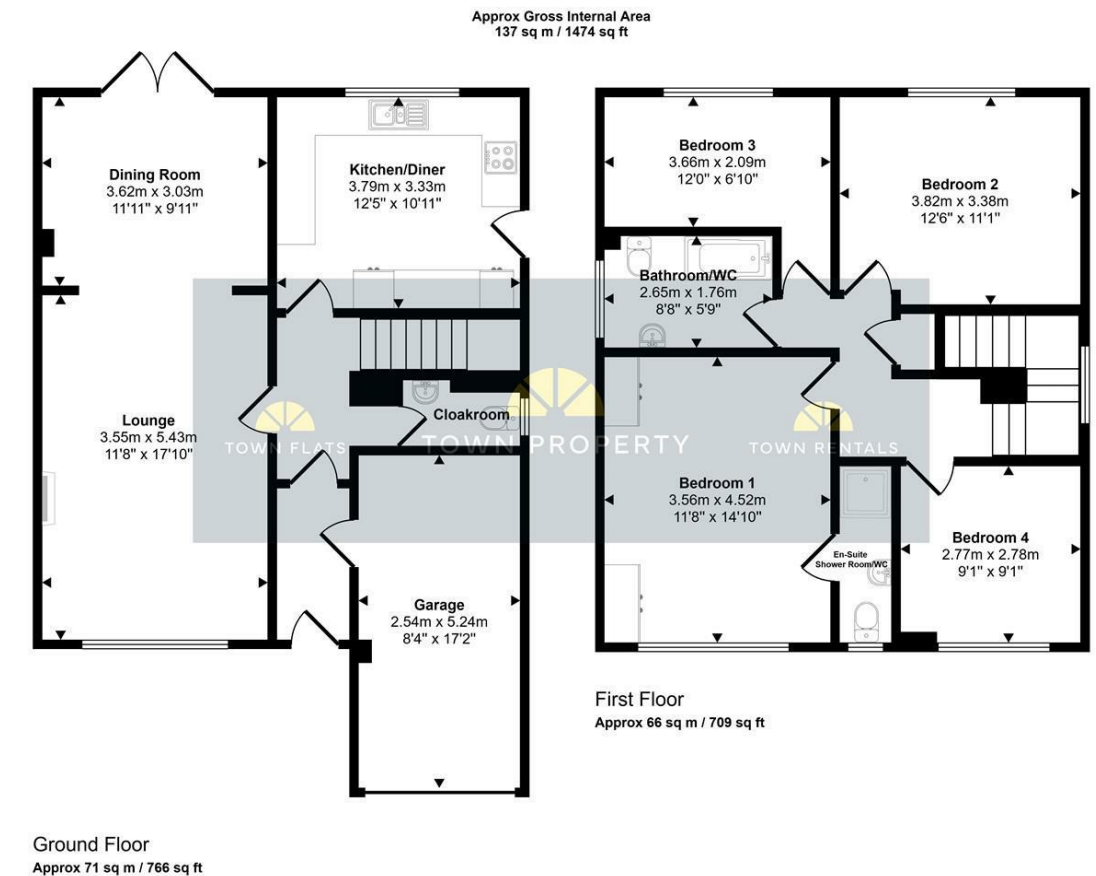 Approx Gross Internal Area
137 sq m / 1474 sq ft
Dining Room
3.62m x 3.03m
11'11" x 9'11"
Kitchen/Diner
3.79m x 3.33m
12'5" x 10'11"
Lounge
3.55m x 5.43m
11'8" x 17'10"
Cloakroom
Garage
2.54m x 5.24m
8'4" x 17'2"
Ground Floor
Approx 71 sq m / 766 sq ft
Bedroom 3
3.66m x 2.09m
12'0" x 6'10"
Bedroom 2
3.82m x 3.38m
12'6" x 11'1"
Bathroom/WC
2.65m x 1.76m
8'8" x 5'9"
Bedroom 1
3.56m x 4.52m
11'8" x 14'10"
En-Suite
Shower Room/WC
Bedroom 4
2.77m x 2.78m
9'1" x 9'1"
First Floor
Approx 66 sq m / 709 sq ft
TOWN FLATS
TOWN PROPERTY
TOWN RENTALS